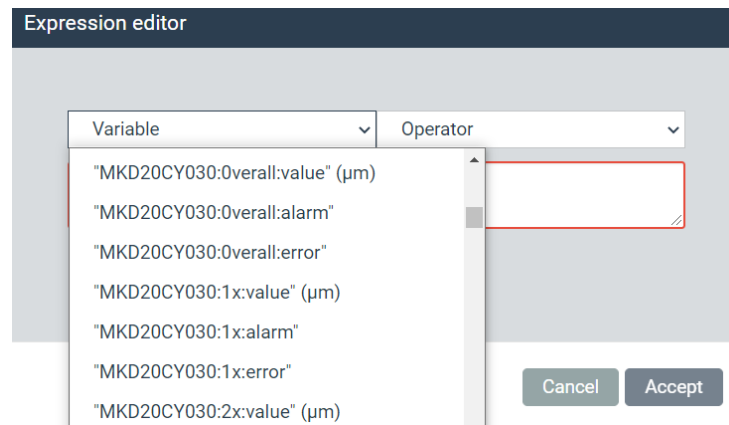 Expression editor
Variable Operator
"MKD20CY030:0verall:value" (μm)
"MKD20CY030:0verall:alarm"
"MKD20CY030:0verall:error"
"MKD20CY030:1x:value" (μm)
"MKD20CY030:1x:alarm"
"MKD20CY030:1x:error"
"MKD20CY030:2x:value" (μm)
Cancel Accept